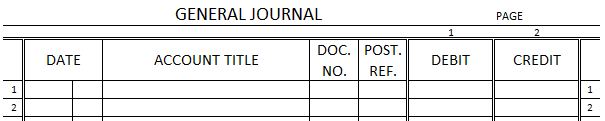 GENERAL JOURNAL PAGE
1 2
DATE ACCOUNT TITLE DOC. NO. POST. REF. DEBIT CREDIT
1 1
2 2